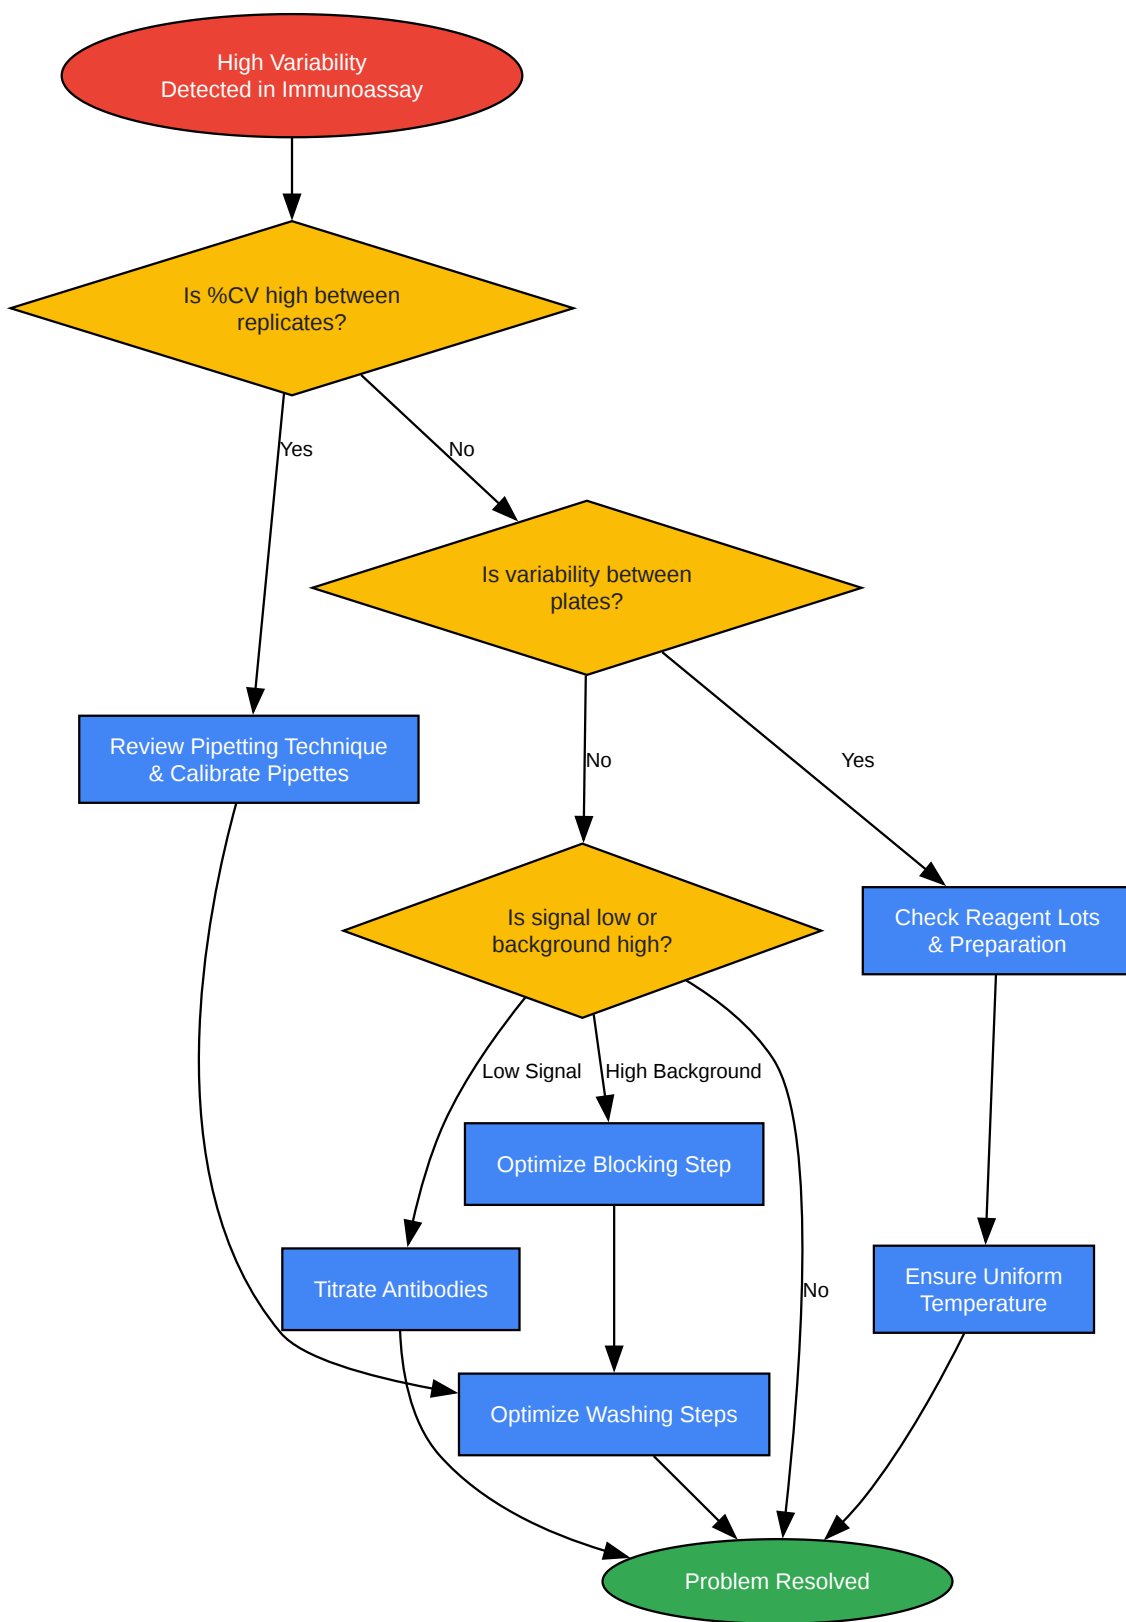 High Variability
Detected in Immunoassay
Is %CV high between
replicates?
Yes
No
Is variability between
plates?
Review Pipetting Technique
& Calibrate Pipettes
No
Yes
Is signal low or
background high?
Check Reagent Lots
& Preparation
Low Signal
High Background
Optimize Blocking Step
Titrate Antibodies
No
Ensure Uniform
Temperature
Optimize Washing Steps
Problem Resolved